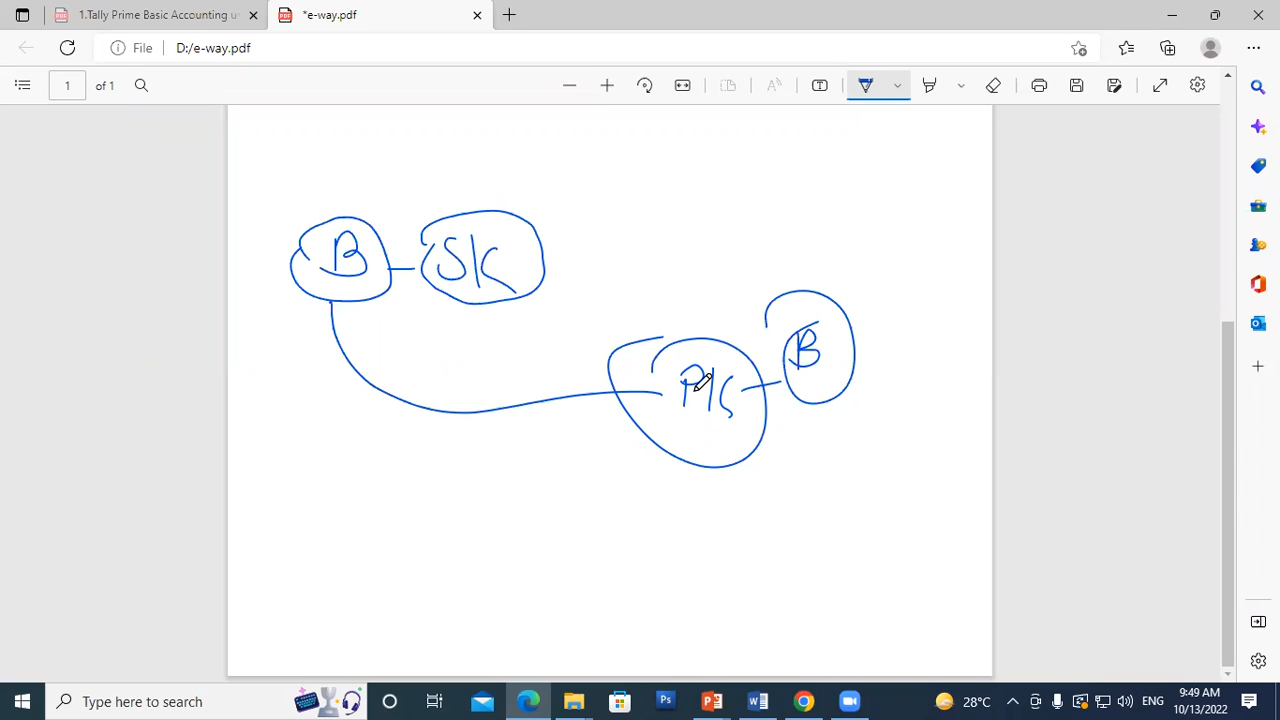 1.Tally Prime Basic Accounting u
*e-way.pdf
File D:/e-way.pdf
1 of 1
B S/C
B
P/S
Type here to search
28°C
ENG
9:49 AM
10/13/2022